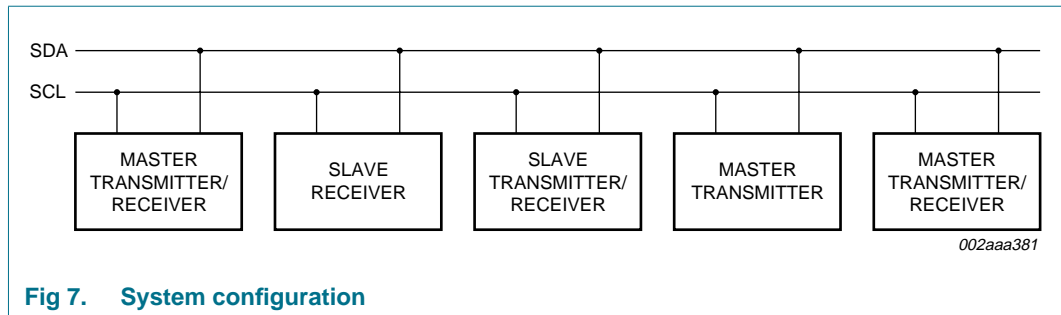 SDA
SCL
MASTER
TRANSMITTER/
RECEIVER
SLAVE
RECEIVER
SLAVE
TRANSMITTER/
RECEIVER
MASTER
TRANSMITTER
MASTER
TRANSMITTER/
RECEIVER
002aaa381
Fig 7. System configuration